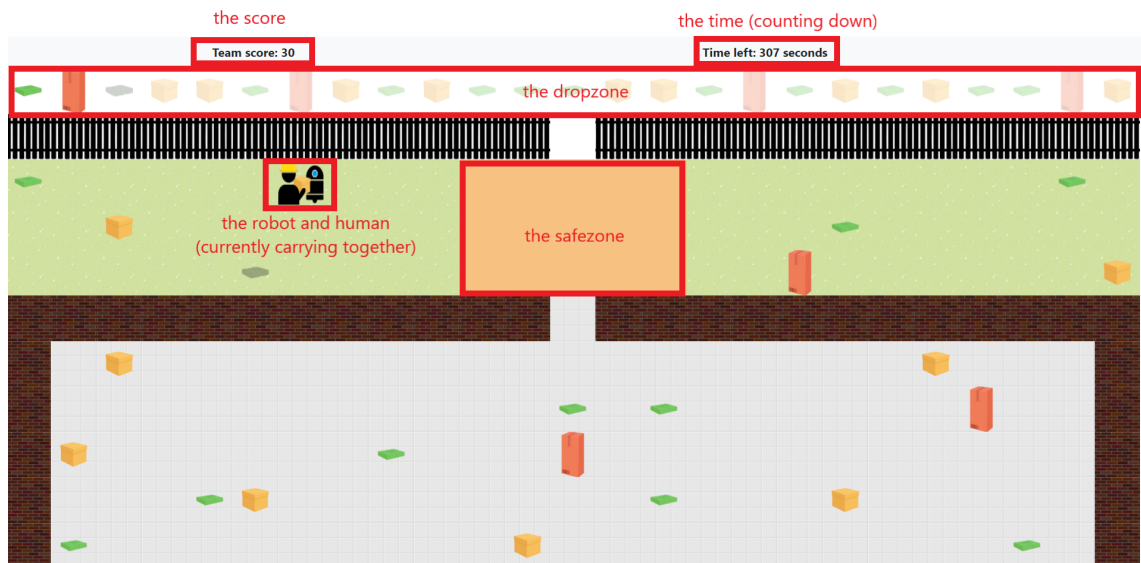 the score
the time (counting down)
Team score: 30
Time left: 307 seconds
the dropzone
the robot and human
(currently carrying together)
the safezone